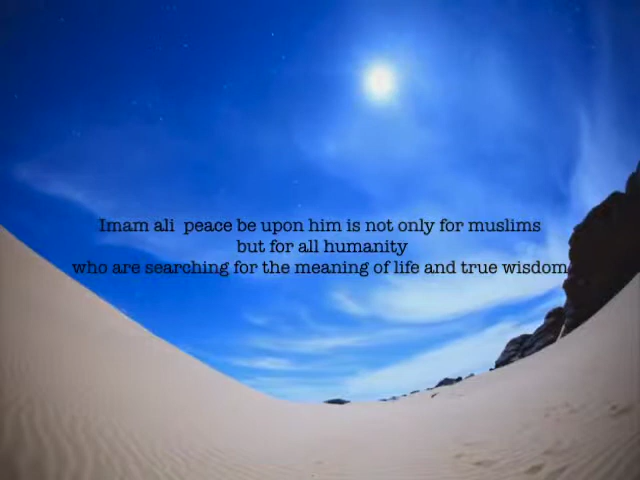 Imam ali  peace be upon him is not only for muslims
but for all humanity
who are searching for the meaning of life and true wisdom